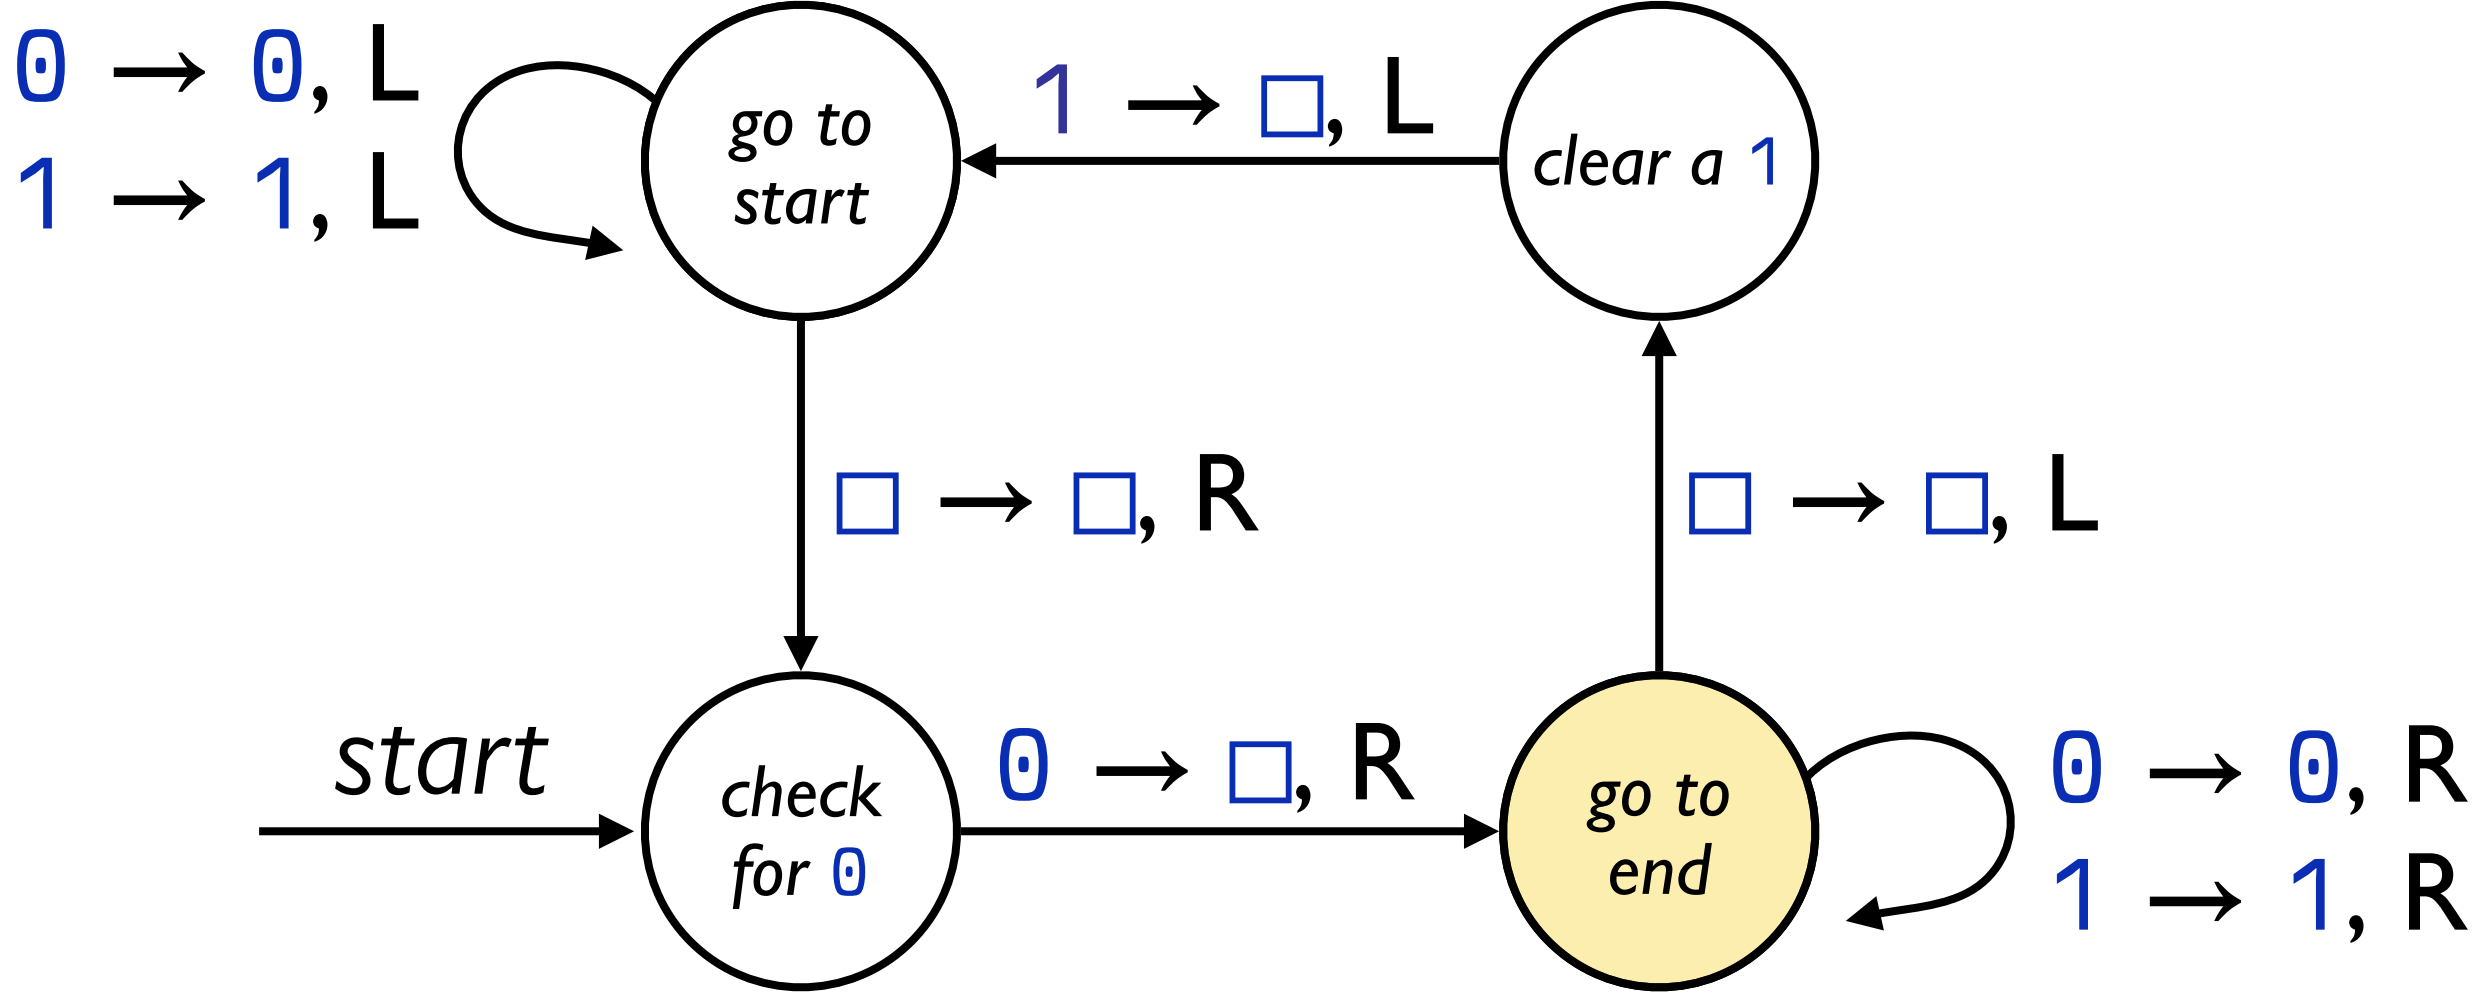 0 → 0, L
1 → 1, L
go to
start
1 → □, L
clear a 1
□ → □, R
□ → □, L
start
check
for 0
0 → □, R
go to
end
0 → 0, R
1 → 1, R